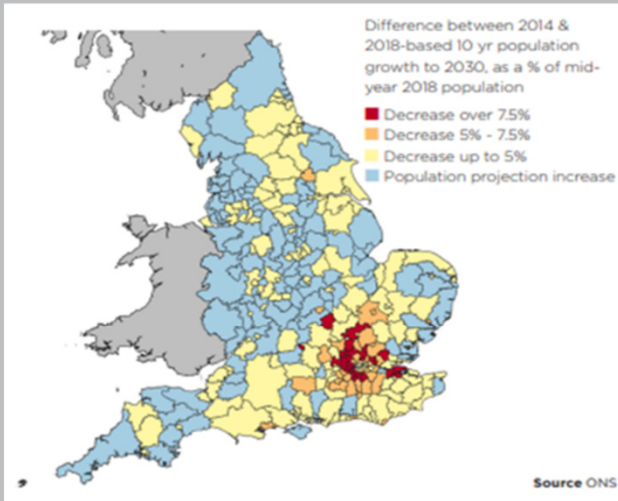 Difference between 2014 &
2018-based 10 yr population
growth to 2030, as a % of mid-
year 2018 population
Decrease over 7.5%
Decrease 5% - 7.5%
Decrease up to 5%
Population projection increase
Source ONS